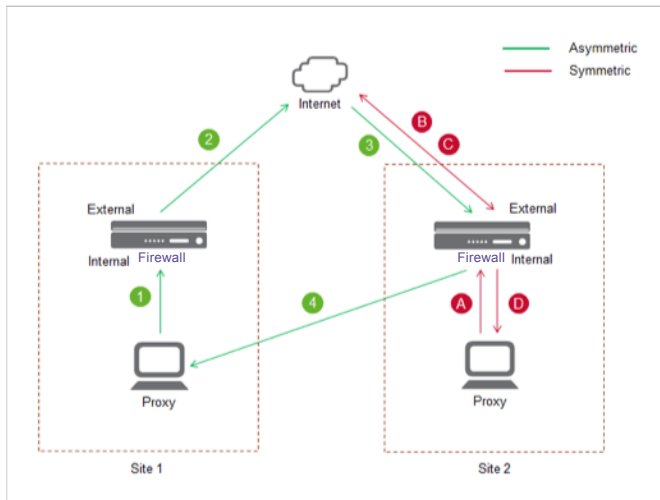 Asymmetric
Symmetric
Internet
B
2
3
C
External
External
Internal Firewall
Firewall Internal
1
4
A
D
Proxy
Proxy
Site 1
Site 2